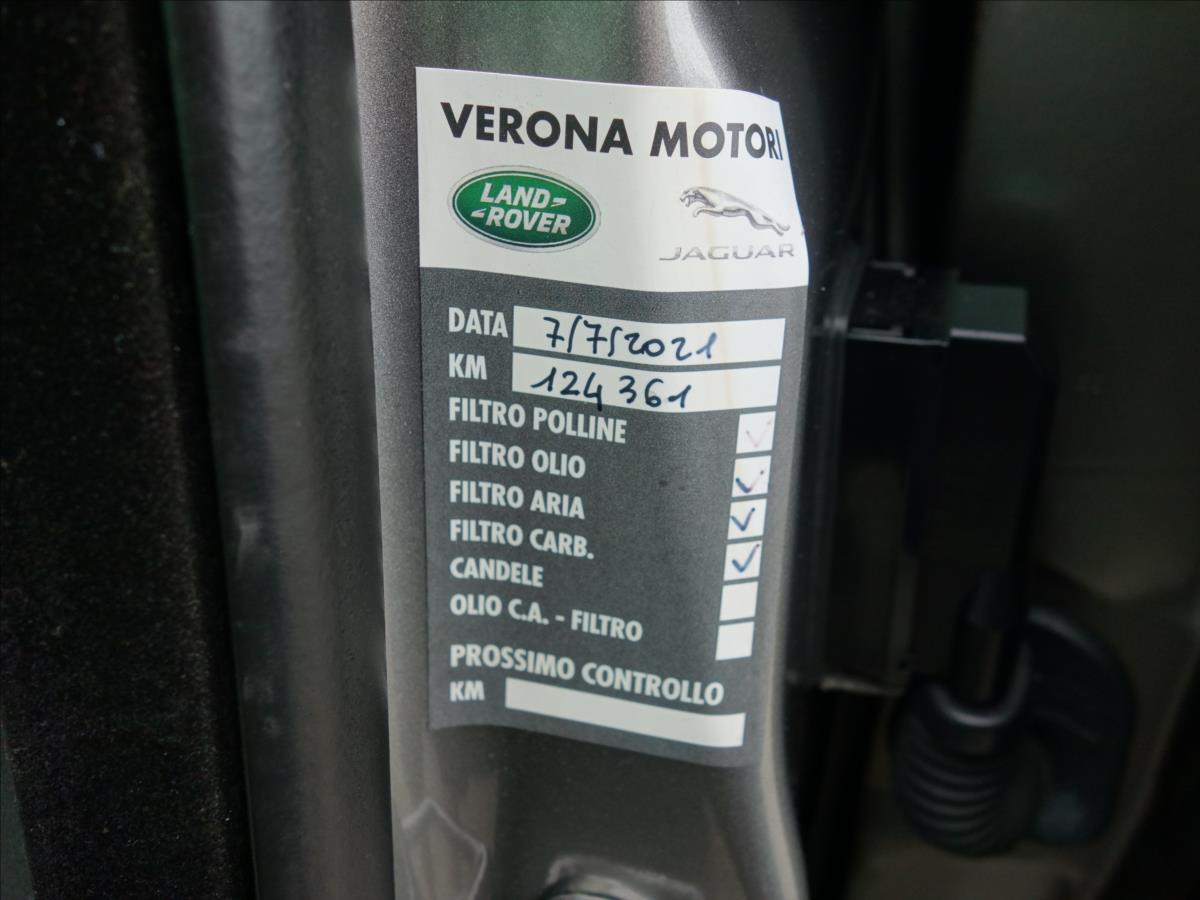 VERONA MOTORI
LAND-
-ROVER
JAGUAR
DATA 7/7/2021
KM 124361
FILTRO POLLINE ✓
FILTRO OLIO ✓
FILTRO ARIA ✓
FILTRO CARB. ✓
CANDELE
OLIO C.A. - FILTRO
PROSSIMO CONTROLLO
KM